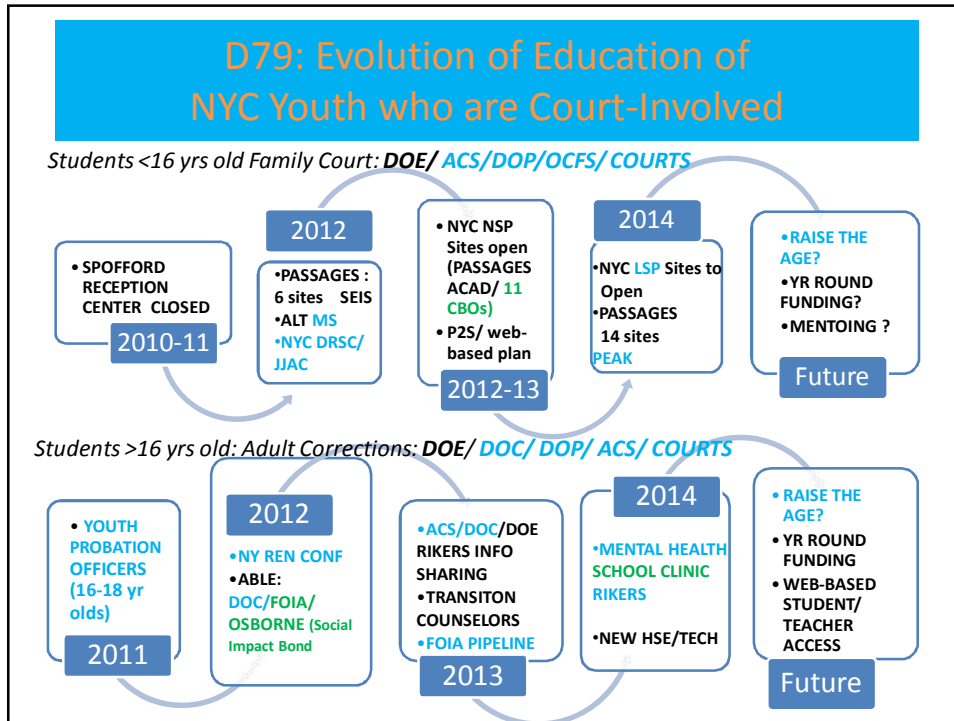 D79: Evolution of Education of
NYC Youth who are Court-Involved
Students <16 yrs old Family Court: DOE/ ACS/DOP/OCFS/ COURTS
• SPOFFORD
RECEPTION
CENTER CLOSED
2010-11
2012
•PASSAGES :
6 sites SEIS
•ALT MS
•NYC DRSC/
JJAC
• NYC NSP
Sites open
(PASSAGES
ACAD/ 11
CBOs)
• P2S/ web-
based plan
2012-13
2014
•NYC LSP Sites to
Open
•PASSAGES
14 sites
PEAK
•RAISE THE
AGE?
•YR ROUND
FUNDING?
•MENTOING ?
Future
Students >16 yrs old: Adult Corrections: DOE/ DOC/ DOP/ ACS/ COURTS
• YOUTH
PROBATION
OFFICERS
(16-18 yr
olds)
2011
2012
•NY REN CONF
•ABLE:
DOC/FOIA/
OSBORNE (Social
Impact Bond
•ACS/DOC/DOE
RIKERS INFO
SHARING
•TRANSITON
COUNSELORS
•FOIA PIPELINE
2013
2014
•MENTAL HEALTH
SCHOOL CLINIC
RIKERS
•NEW HSE/TECH
•RAISE THE
AGE?
•YR ROUND
FUNDING
•WEB-BASED
STUDENT/
TEACHER
ACCESS
Future